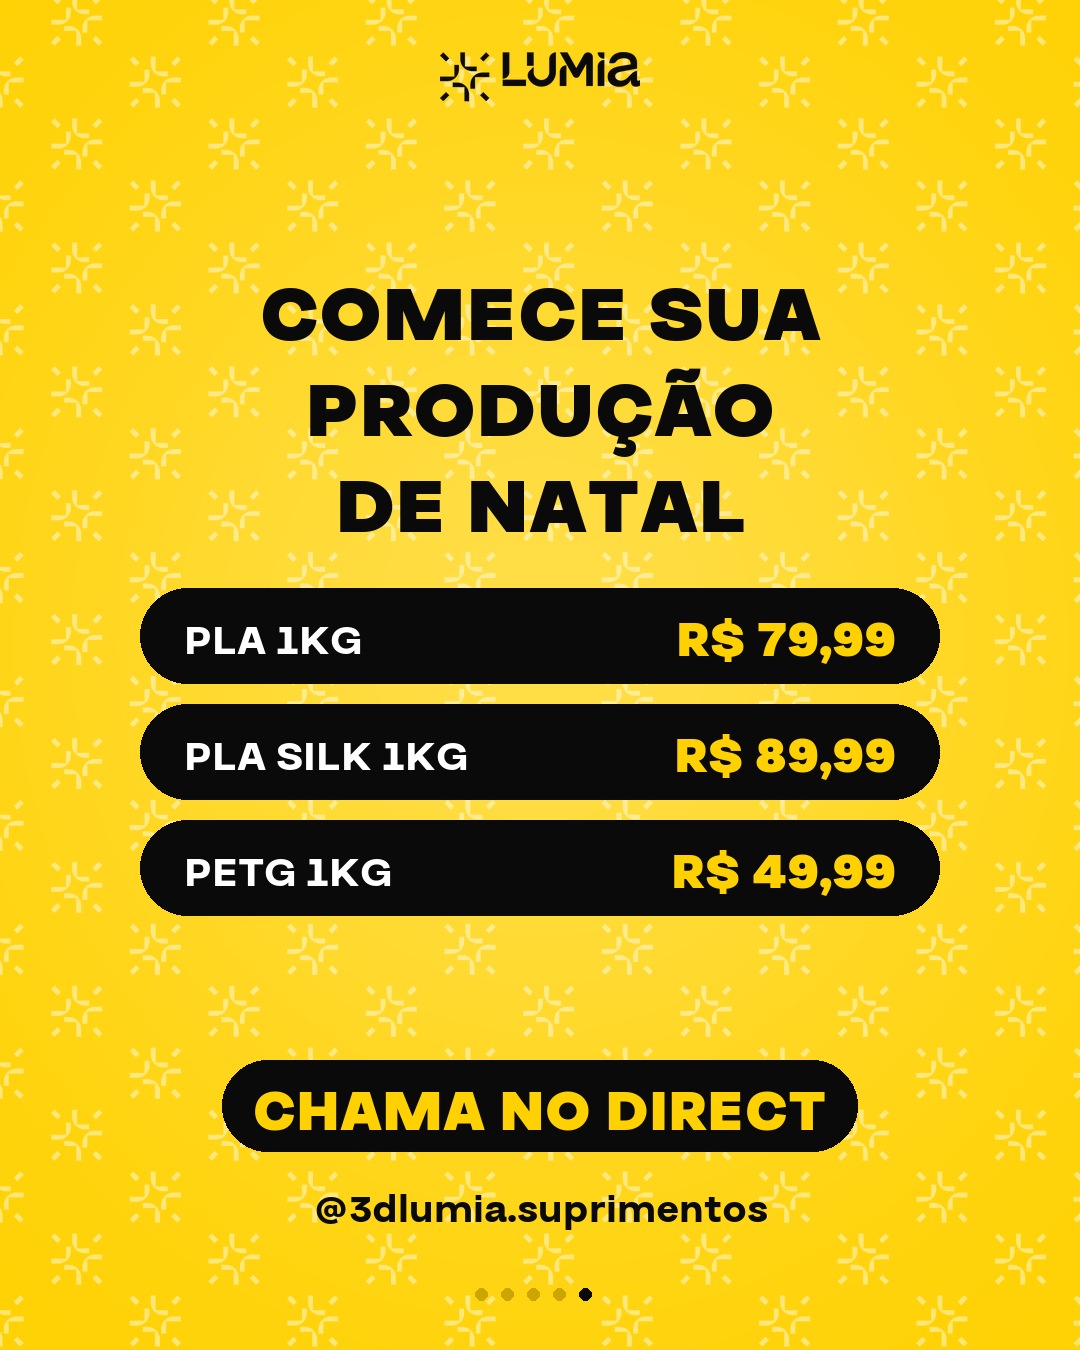 LUMia
COMECE SUA
PRODUÇÃO
DE NATAL
PLA 1KG R$ 79,99
PLA SILK 1KG R$ 89,99
PETG 1KG R$ 49,99
CHAMA NO DIRECT
@3dlumia.suprimentos